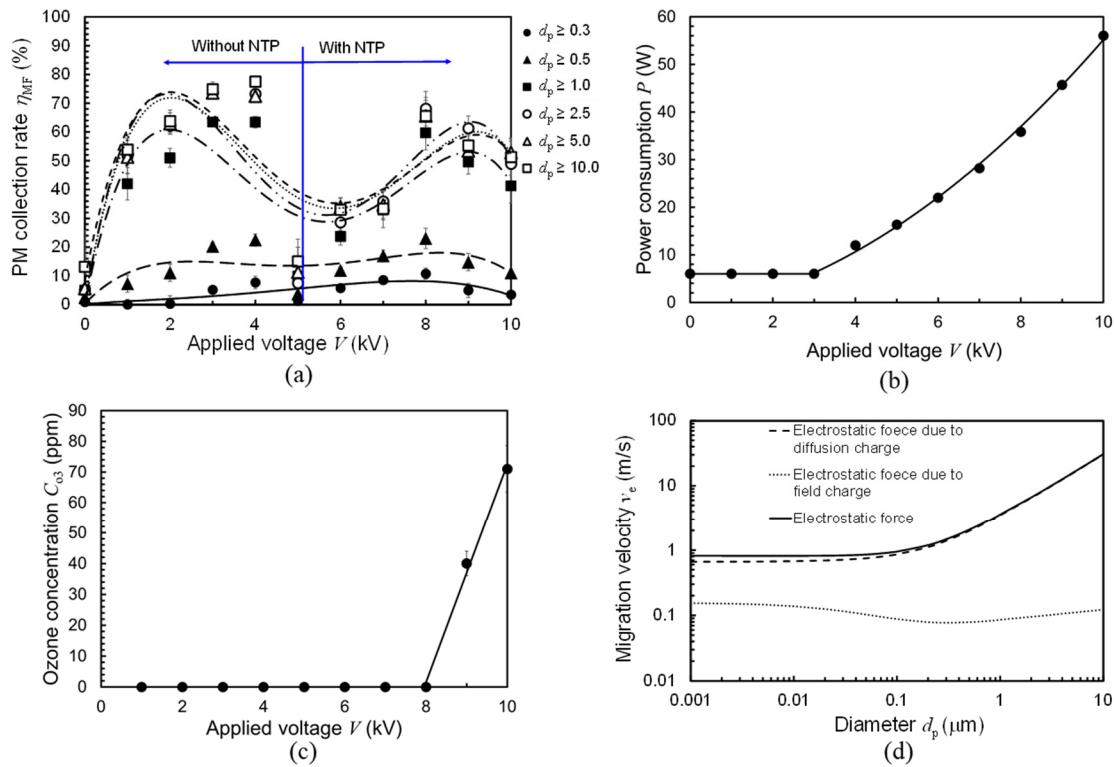 PM collection rate ηMF (%)
100
90
80
70
60
50
40
30
20
10
0
Without NTP
With NTP
dp ≥ 0.3
dp ≥ 0.5
dp ≥ 1.0
dp ≥ 2.5
dp ≥ 5.0
dp ≥ 10.0
0 2 4 6 8 10
Applied voltage V (kV)
(a)
Power consumption P (W)
60
50
40
30
20
10
0
0 1 2 3 4 5 6 7 8 9 10
Applied voltage V (kV)
(b)
Ozone concentration Co3 (ppm)
90
80
70
60
50
40
30
20
10
0
0 2 4 6 8 10
Applied voltage V (kV)
(c)
Migration velocity ve (m/s)
100
10
1
0.1
0.01
Electrostatic foece due to
diffusion charge
Electrostatic foece due to
field charge
Electrostatic force
0.001 0.01 0.1 1 10
Diameter dp (μm)
(d)